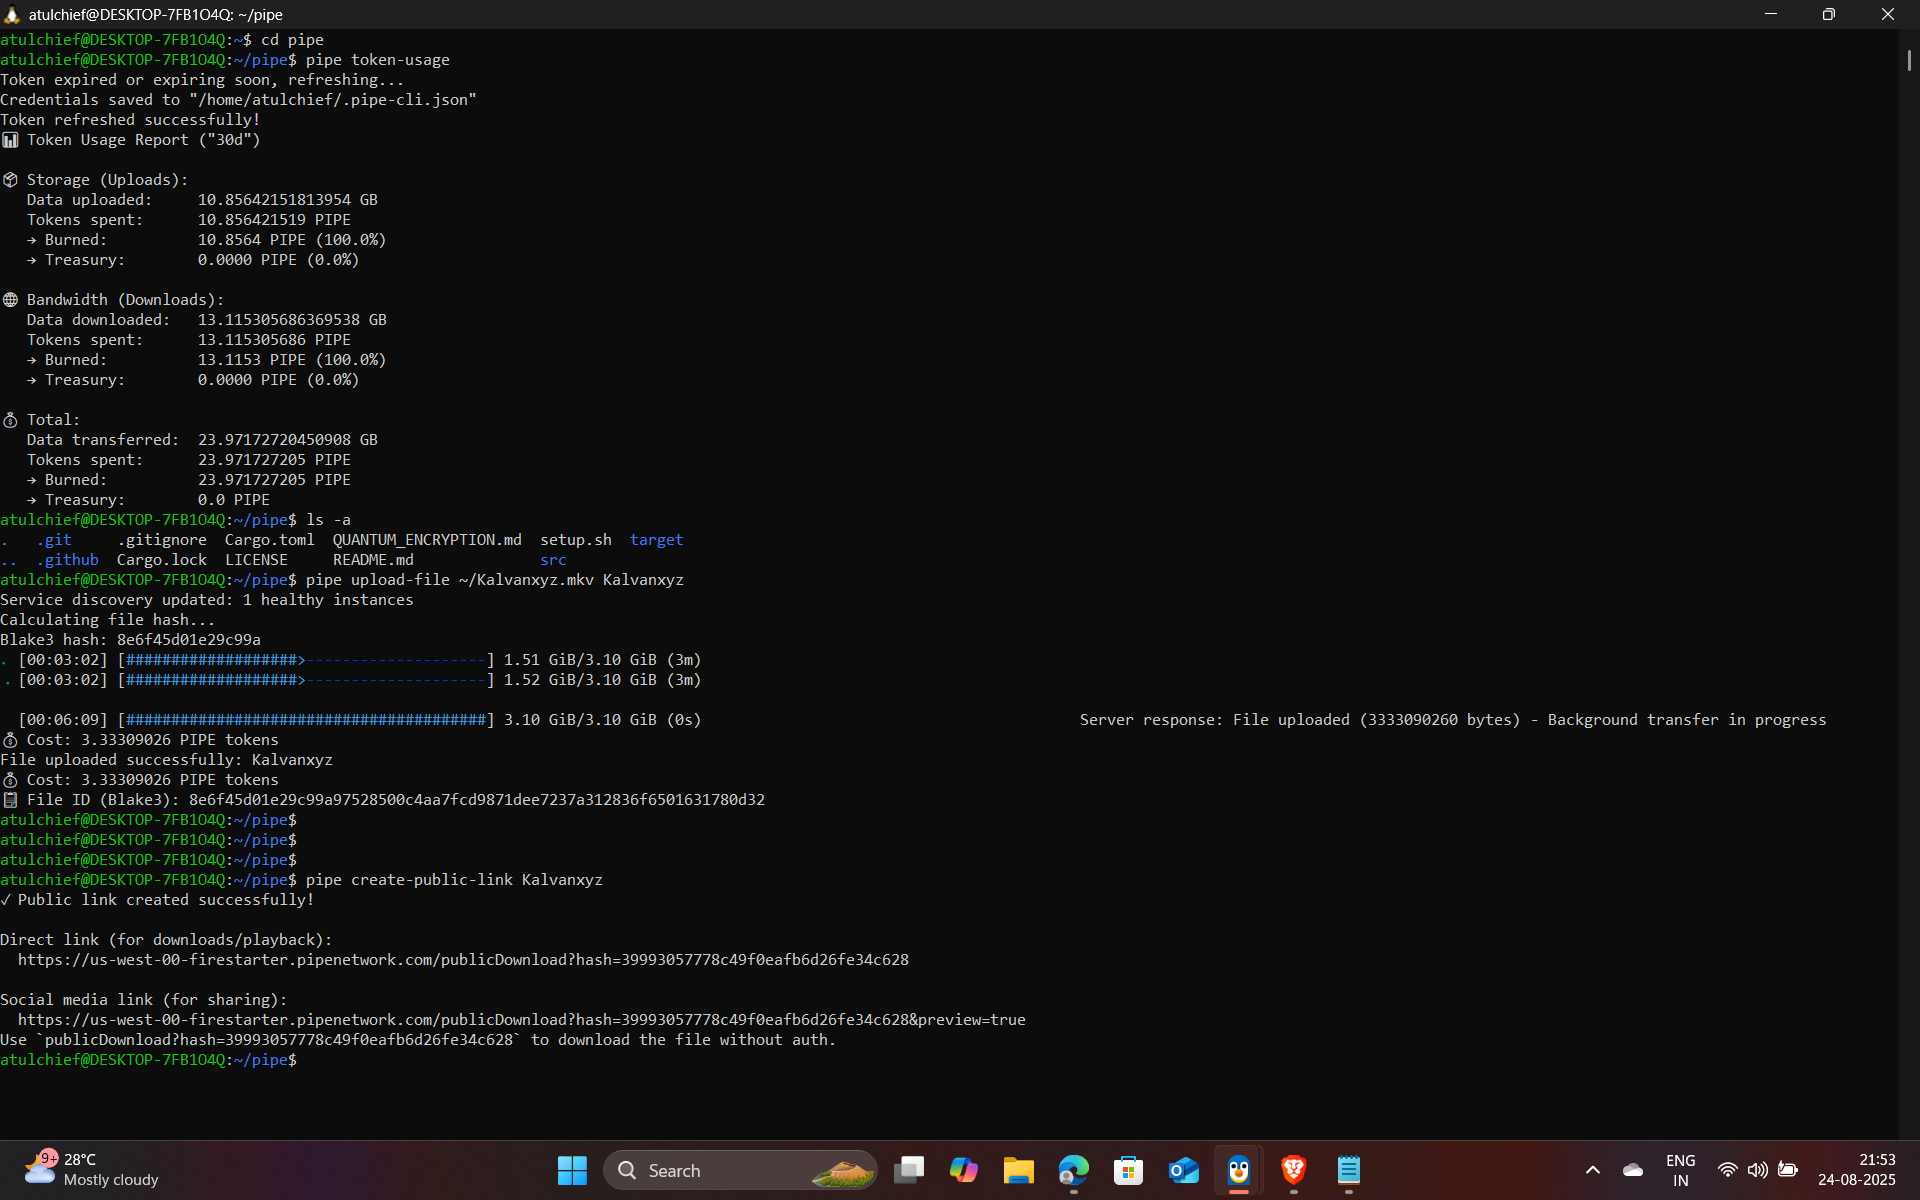 atulchief@DESKTOP-7FB1O4Q: ~/pipe
atulchief@DESKTOP-7FB1O4Q:~$ cd pipe
atulchief@DESKTOP-7FB1O4Q:~/pipe$ pipe token-usage
Token expired or expiring soon, refreshing...
Credentials saved to "/home/atulchief/.pipe-cli.json"
Token refreshed successfully!
Token Usage Report ("30d")
Storage (Uploads):
Data uploaded: 10.85642151813954 GB
Tokens spent: 10.856421519 PIPE
→ Burned: 10.8564 PIPE (100.0%)
→ Treasury: 0.0000 PIPE (0.0%)
Bandwidth (Downloads):
Data downloaded: 13.115305686369538 GB
Tokens spent: 13.115305686 PIPE
→ Burned: 13.1153 PIPE (100.0%)
→ Treasury: 0.0000 PIPE (0.0%)
Total:
Data transferred: 23.97172720450908 GB
Tokens spent: 23.971727205 PIPE
→ Burned: 23.971727205 PIPE
→ Treasury: 0.0 PIPE
atulchief@DESKTOP-7FB1O4Q:~/pipe$ ls -a
. .git .gitignore Cargo.toml QUANTUM_ENCRYPTION.md setup.sh target
.. .github Cargo.lock LICENSE README.md src
atulchief@DESKTOP-7FB1O4Q:~/pipe$ pipe upload-file ~/Kalvanxyz.mkv Kalvanxyz
Service discovery updated: 1 healthy instances
Calculating file hash...
Blake3 hash: 8e6f45d01e29c99a
. [00:03:02] [###################>--------------------] 1.51 GiB/3.10 GiB (3m)
. [00:03:02] [###################>--------------------] 1.52 GiB/3.10 GiB (3m)
[00:06:09] [########################################] 3.10 GiB/3.10 GiB (0s) Server response: File uploaded (3333090260 bytes) - Background transfer in progress
Cost: 3.33309026 PIPE tokens
File uploaded successfully: Kalvanxyz
Cost: 3.33309026 PIPE tokens
File ID (Blake3): 8e6f45d01e29c99a97528500c4aa7fcd9871dee7237a312836f6501631780d32
atulchief@DESKTOP-7FB1O4Q:~/pipe$
atulchief@DESKTOP-7FB1O4Q:~/pipe$
atulchief@DESKTOP-7FB1O4Q:~/pipe$
atulchief@DESKTOP-7FB1O4Q:~/pipe$ pipe create-public-link Kalvanxyz
✓ Public link created successfully!
Direct link (for downloads/playback):
https://us-west-00-firestarter.pipenetwork.com/publicDownload?hash=39993057778c49f0eafb6d26fe34c628
Social media link (for sharing):
https://us-west-00-firestarter.pipenetwork.com/publicDownload?hash=39993057778c49f0eafb6d26fe34c628&preview=true
Use `publicDownload?hash=39993057778c49f0eafb6d26fe34c628` to download the file without auth.
atulchief@DESKTOP-7FB1O4Q:~/pipe$
9+
28°C
Mostly cloudy
Search
ENG
IN
21:53
24-08-2025